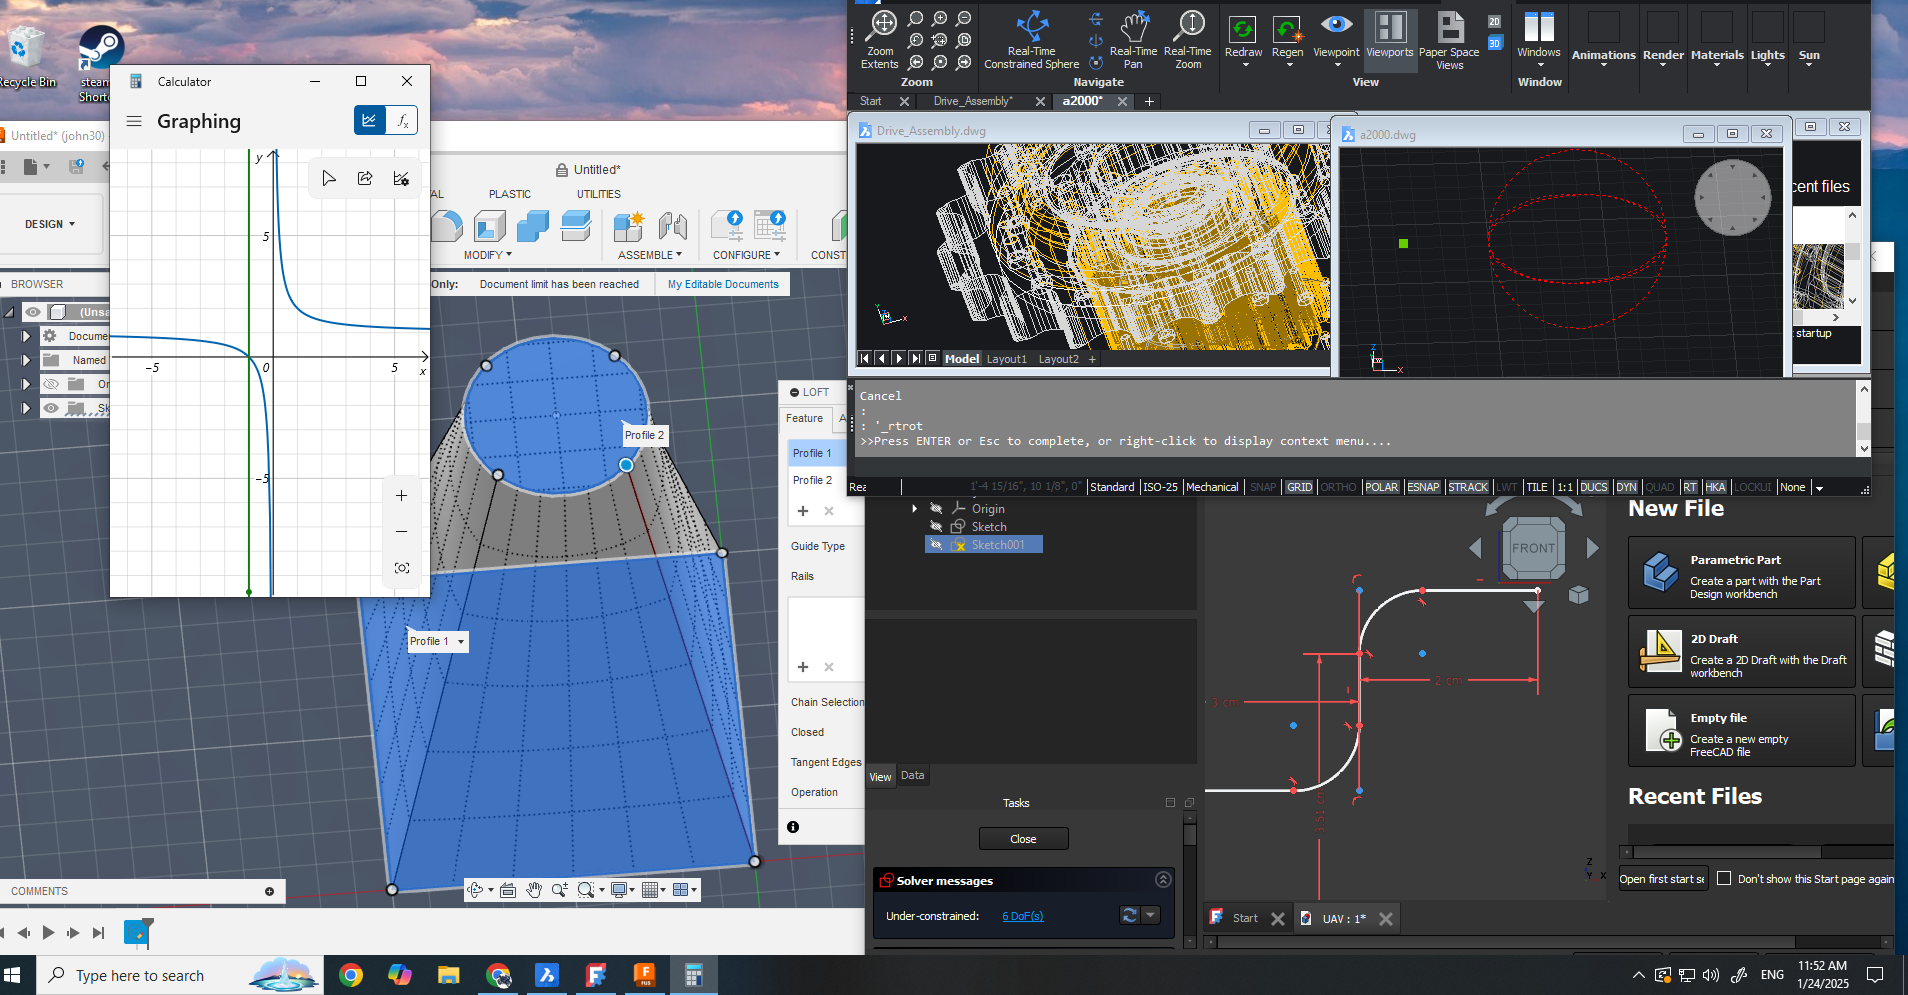 Recycle Bin
steam
Calculator
Graphing
y
5
-5
0
5
x
-5
Untitled* (john30)
Untitled*
PLASTIC
UTILITIES
DESIGN
MODIFY
ASSEMBLE
CONFIGURE
CONST
BROWSER
Only:
Document limit has been reached
My Editable Documents
(Unsa
Docume
Named
Or
Sk
Profile 2
Profile 1
LOFT
Feature
A
Profile 1
Profile 2
Guide Type
Rails
Chain Selection
Closed
Tangent Edges
Operation
COMMENTS
Zoom Extents
Real-Time Constrained Sphere
Real-Time Pan
Real-Time Zoom
Redraw
Regen
Viewpoint
Viewports
Paper Space Views
2D
3D
Windows
Animations
Render
Materials
Lights
Sun
Zoom
Navigate
View
Window
Start
Drive_Assembly*
a2000*
Drive_Assembly.dwg
a2000.dwg
cent files
t startup
Model
Layout1
Layout2
Cancel
:
: '_rtrot
>>Press ENTER or Esc to complete, or right-click to display context menu....
Rea
1'-4 15/16", 10 1/8", 0"
Standard
ISO-25
Mechanical
SNAP
GRID
ORTHO
POLAR
ESNAP
STRACK
LWT
TILE
1:1
DUCS
DYN
QUAD
RT
HKA
LOCKUI
None
Origin
Sketch
Sketch001
View
Data
Tasks
Close
Solver messages
Under-constrained:
6 DoF(s)
FRONT
2 cm
3 cm
3.51 cm
Z
Y
X
Start
UAV : 1*
New File
Parametric Part
Create a part with the Part
Design workbench
2D Draft
Create a 2D Draft with the Draft
workbench
Empty file
Create a new empty
FreeCAD file
Recent Files
Open first start se
Don't show this Start page again
Type here to search
ENG
11:52 AM
1/24/2025